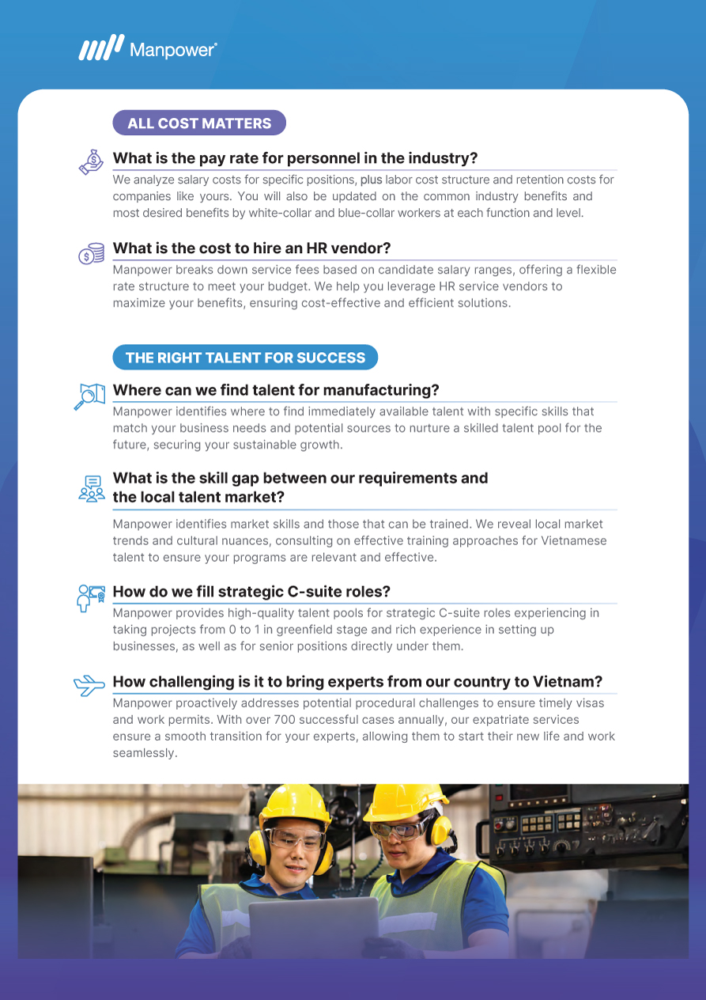 Manpower®
ALL COST MATTERS
What is the pay rate for personnel in the industry?
We analyze salary costs for specific positions, plus labor cost structure and retention costs for
companies like yours. You will also be updated on the common industry benefits and
most desired benefits by white-collar and blue-collar workers at each function and level.
What is the cost to hire an HR vendor?
Manpower breaks down service fees based on candidate salary ranges, offering a flexible
rate structure to meet your budget. We help you leverage HR service vendors to
maximize your benefits, ensuring cost-effective and efficient solutions.
THE RIGHT TALENT FOR SUCCESS
Where can we find talent for manufacturing?
Manpower identifies where to find immediately available talent with specific skills that
match your business needs and potential sources to nurture a skilled talent pool for the
future, securing your sustainable growth.
What is the skill gap between our requirements and
the local talent market?
Manpower identifies market skills and those that can be trained. We reveal local market
trends and cultural nuances, consulting on effective training approaches for Vietnamese
talent to ensure your programs are relevant and effective.
How do we fill strategic C-suite roles?
Manpower provides high-quality talent pools for strategic C-suite roles experiencing in
taking projects from 0 to 1 in greenfield stage and rich experience in setting up
businesses, as well as for senior positions directly under them.
How challenging is it to bring experts from our country to Vietnam?
Manpower proactively addresses potential procedural challenges to ensure timely visas
and work permits. With over 700 successful cases annually, our expatriate services
ensure a smooth transition for your experts, allowing them to start their new life and work
seamlessly.